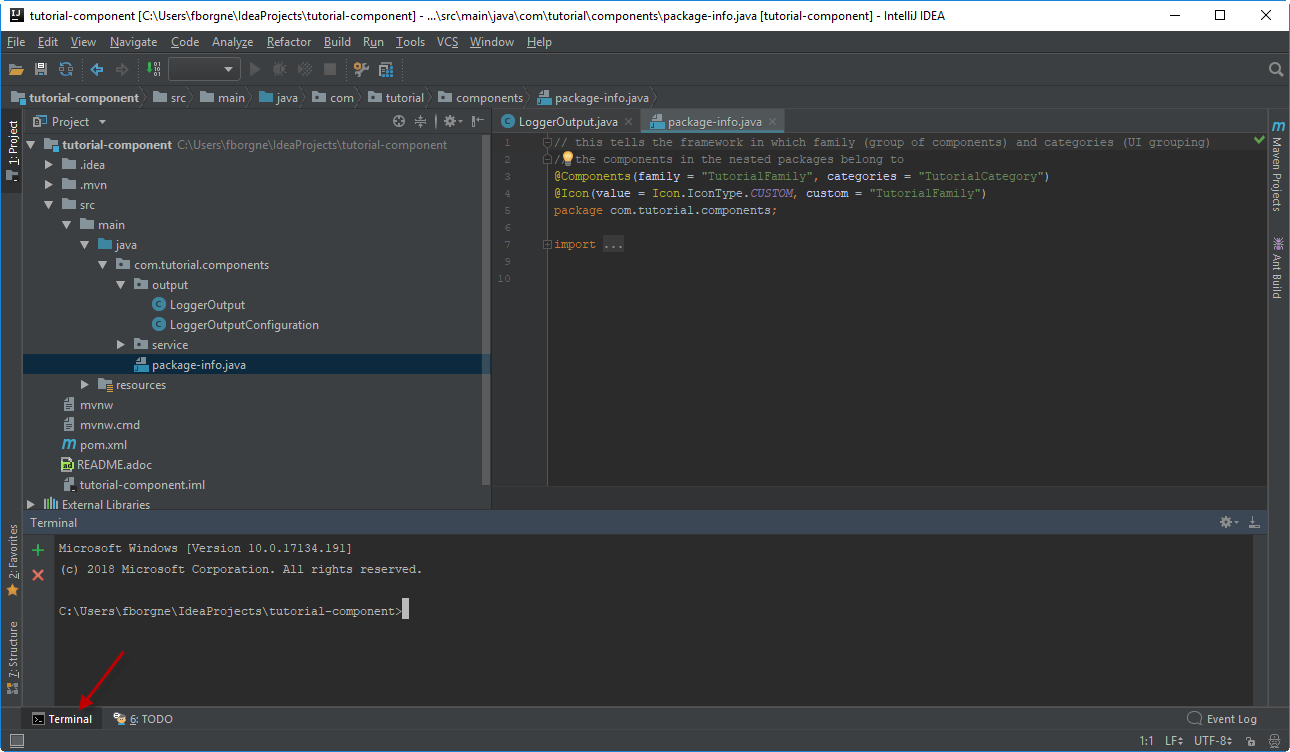 tutorial-component [C:\Users\fborgne\IdeaProjects\tutorial-component] - ...\src\main\java\com\tutorial\components\package-info.java [tutorial-component] - IntelliJ IDEA
File Edit View Navigate Code Analyze Refactor Build Run Tools VCS Window Help
tutorial-component src main java com tutorial components package-info.java
1: Project
Project
LoggerOutput.java package-info.java
tutorial-component C:\Users\fborgne\IdeaProjects\tutorial-component
.idea
.mvn
src
main
java
com.tutorial.components
output
LoggerOutput
LoggerOutputConfiguration
service
package-info.java
resources
mvnw
mvnw.cmd
pom.xml
README.adoc
tutorial-component.iml
External Libraries
1 // this tells the framework in which family (group of components) and categories (UI grouping)
2 // the components in the nested packages belong to
3 @Components(family = "TutorialFamily", categories = "TutorialCategory")
4 @Icon(value = Icon.IconType.CUSTOM, custom = "TutorialFamily")
5 package com.tutorial.components;
6
7 import ...
9
10
Maven Projects
Ant Build
Terminal
Microsoft Windows [Version 10.0.17134.191]
(c) 2018 Microsoft Corporation. All rights reserved.
C:\Users\fborgne\IdeaProjects\tutorial-component>
2: Favorites
7: Structure
Terminal 6: TODO Event Log
1:1 LF UTF-8